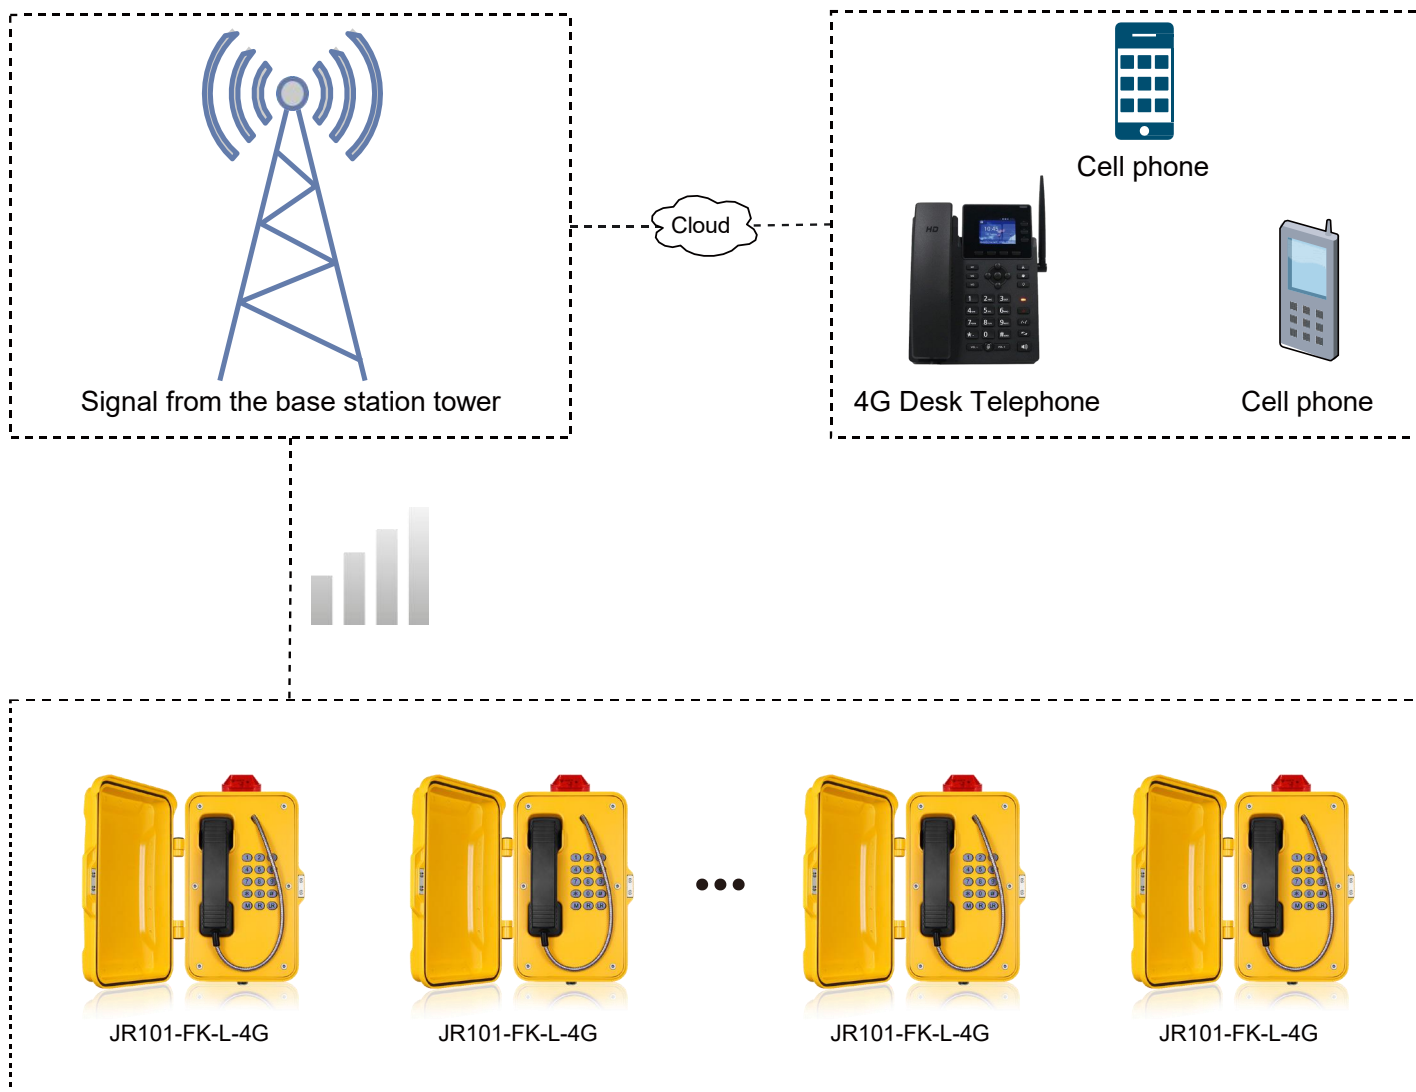 Cell phone
Cloud
HD
Signal from the base station tower
4G Desk Telephone
Cell phone
JR101-FK-L-4G
JR101-FK-L-4G
JR101-FK-L-4G
JR101-FK-L-4G